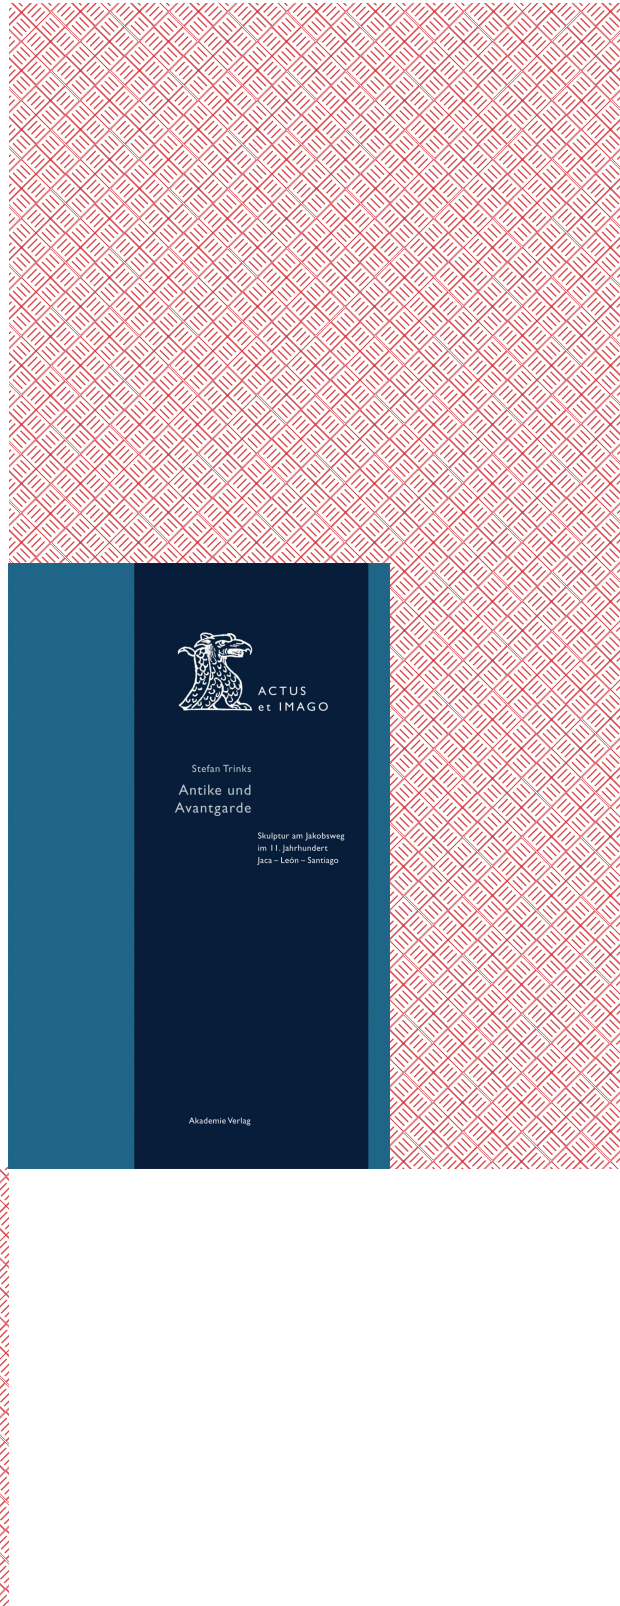 ACTUS
et IMAGO
Stefan Trinks
Antike und
Avantgarde
Skulptur am Jakobsweg
im 11. Jahrhundert
Jaca – León – Santiago
Akademie Verlag